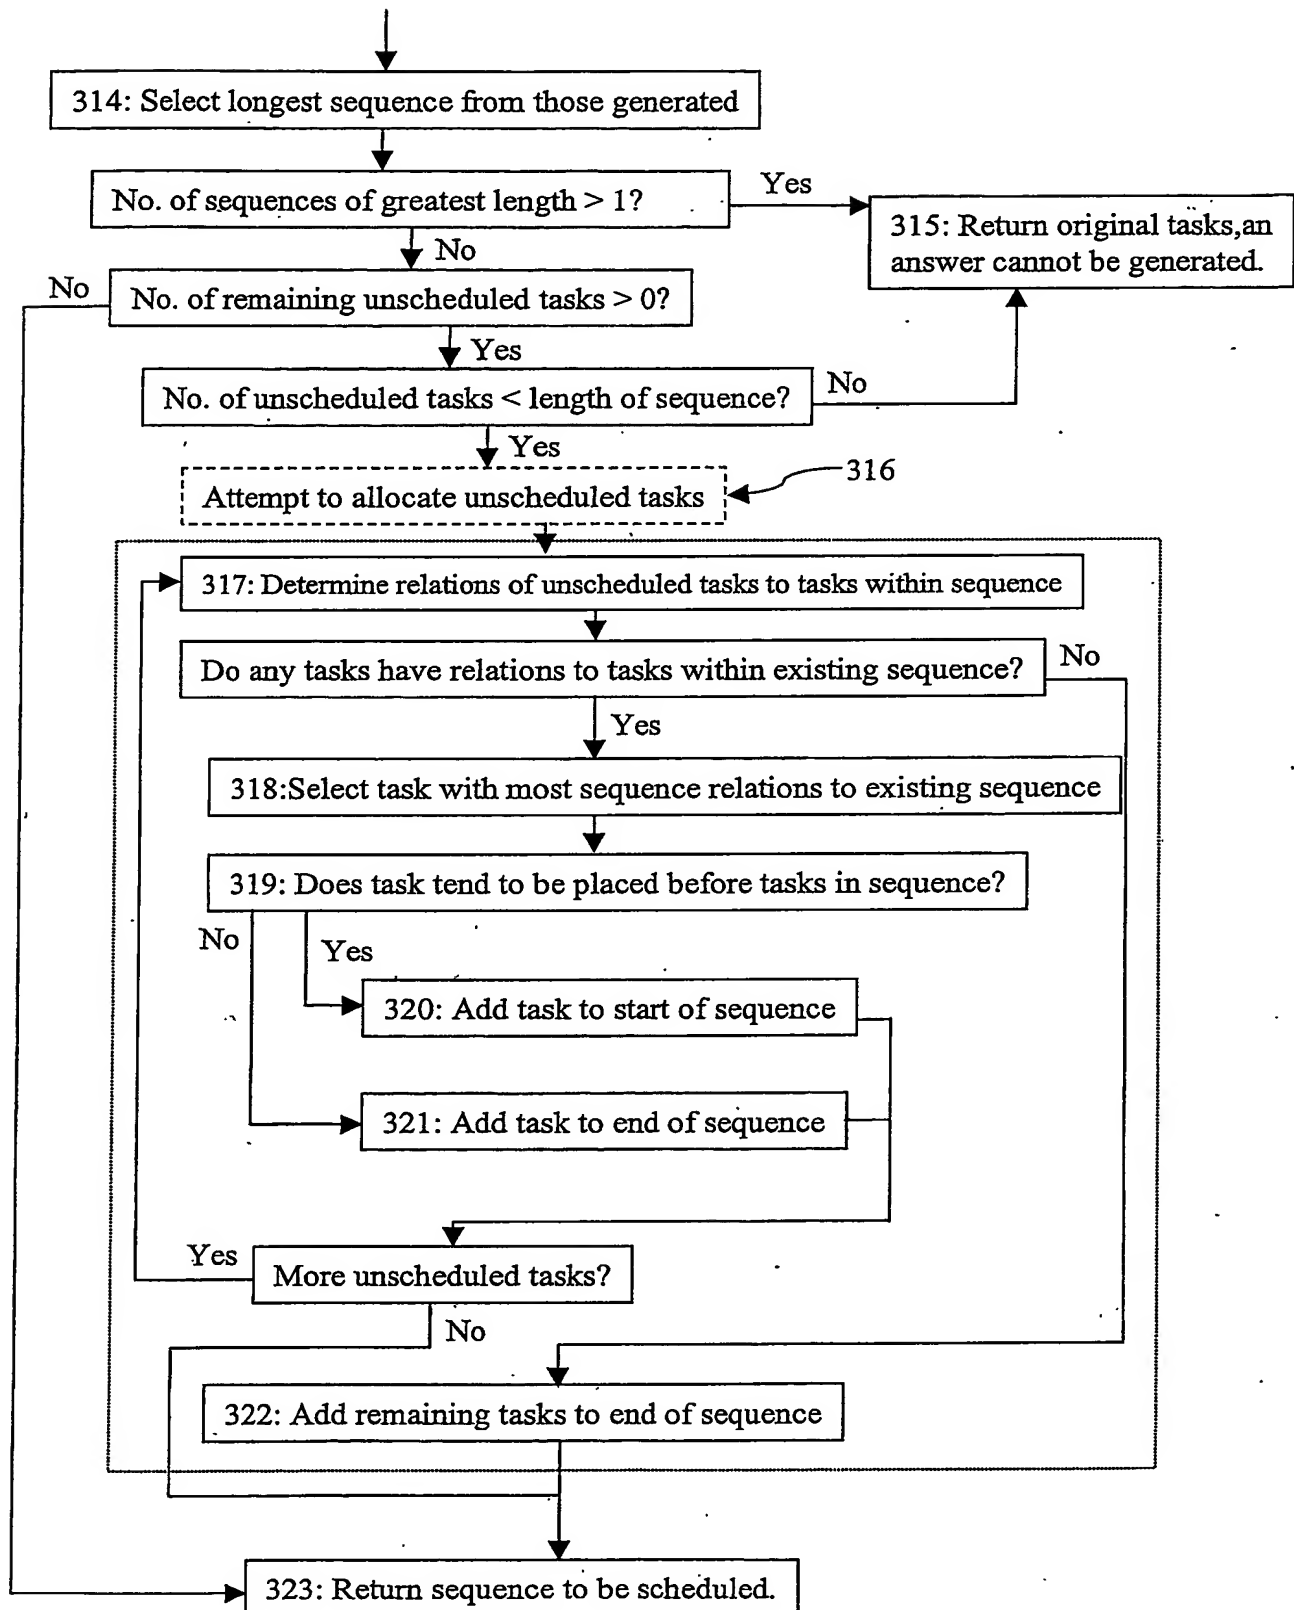 314: Select longest sequence from those generated
No. of sequences of greatest length > 1?
Yes
315: Return original tasks,an
answer cannot be generated.
No
No
No. of remaining unscheduled tasks > 0?
Yes
No. of unscheduled tasks < length of sequence?
No
Yes
316
Attempt to allocate unscheduled tasks
317: Determine relations of unscheduled tasks to tasks within sequence
Do any tasks have relations to tasks within existing sequence?
No
Yes
318:Select task with most sequence relations to existing sequence
319: Does task tend to be placed before tasks in sequence?
No
Yes
320: Add task to start of sequence
321: Add task to end of sequence
Yes
More unscheduled tasks?
No
322: Add remaining tasks to end of sequence
323: Return sequence to be scheduled.